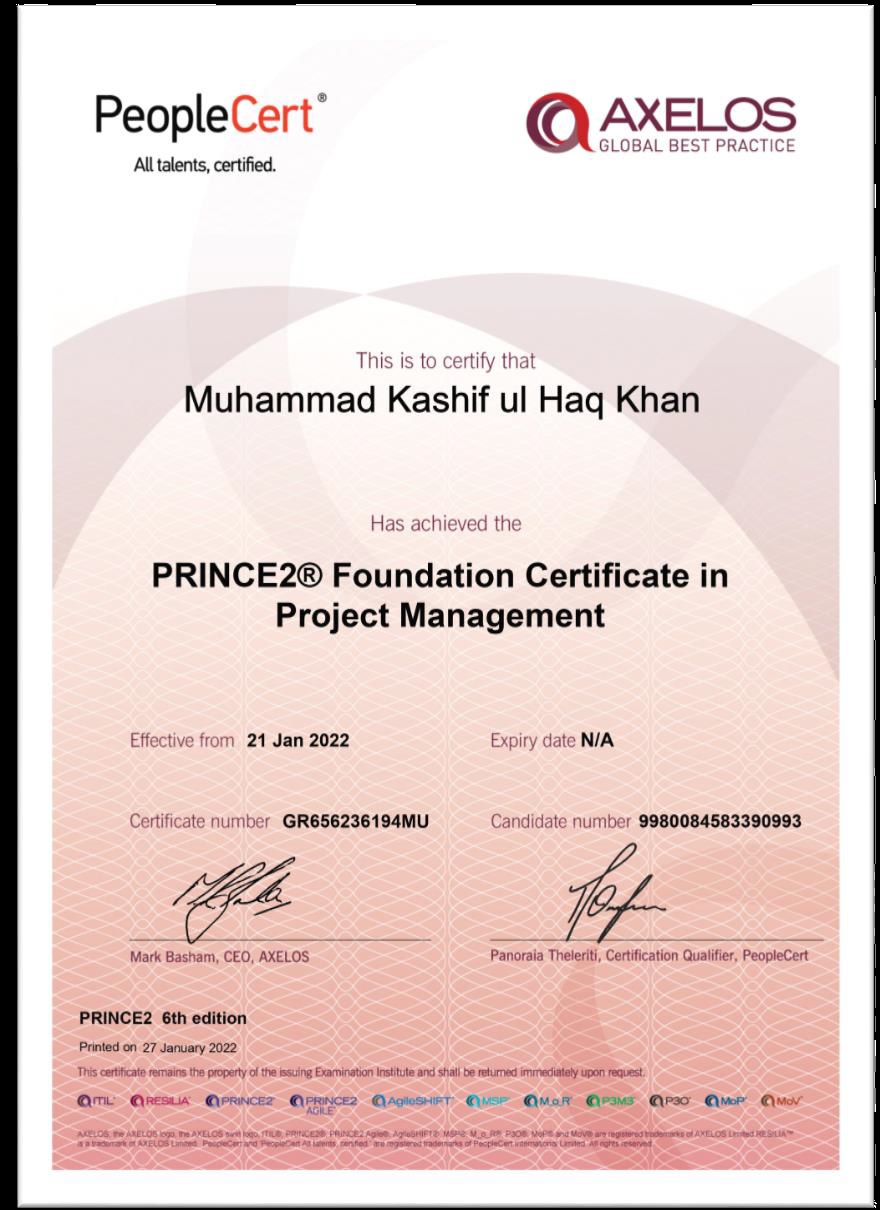 PeopleCert®
All talents, certified.
AXELOS
GLOBAL BEST PRACTICE
This is to certify that
Muhammad Kashif ul Haq Khan
Has achieved the
PRINCE2® Foundation Certificate in
Project Management
Effective from 21 Jan 2022
Expiry date N/A
Certificate number GR656236194MU
Candidate number 9980084583390993
Mark Basham, CEO, AXELOS
Panoraia Theleriti, Certification Qualifier, PeopleCert
PRINCE2 6th edition
Printed on 27 January 2022
This certificate remains the property of the issuing Examination Institute and shall be returned immediately upon request.
ITIL® RESILIA™ PRINCE2® PRINCE2 AGILE® AgileSHIFT® MSP® M_o_R® P3M3® P3O® MoP® MoV®
AXELOS, the AXELOS logo, the AXELOS swirl logo, ITIL®, PRINCE2®, PRINCE2 Agile®, AgileSHIFT®, MSP®, M_o_R®, P3O®, MoP® and MoV® are registered trademarks of AXELOS Limited. RESILIA™
is a trademark of AXELOS Limited. PeopleCert and PeopleCert All talents, certified. are registered trademarks of PeopleCert International Limited. All rights reserved.